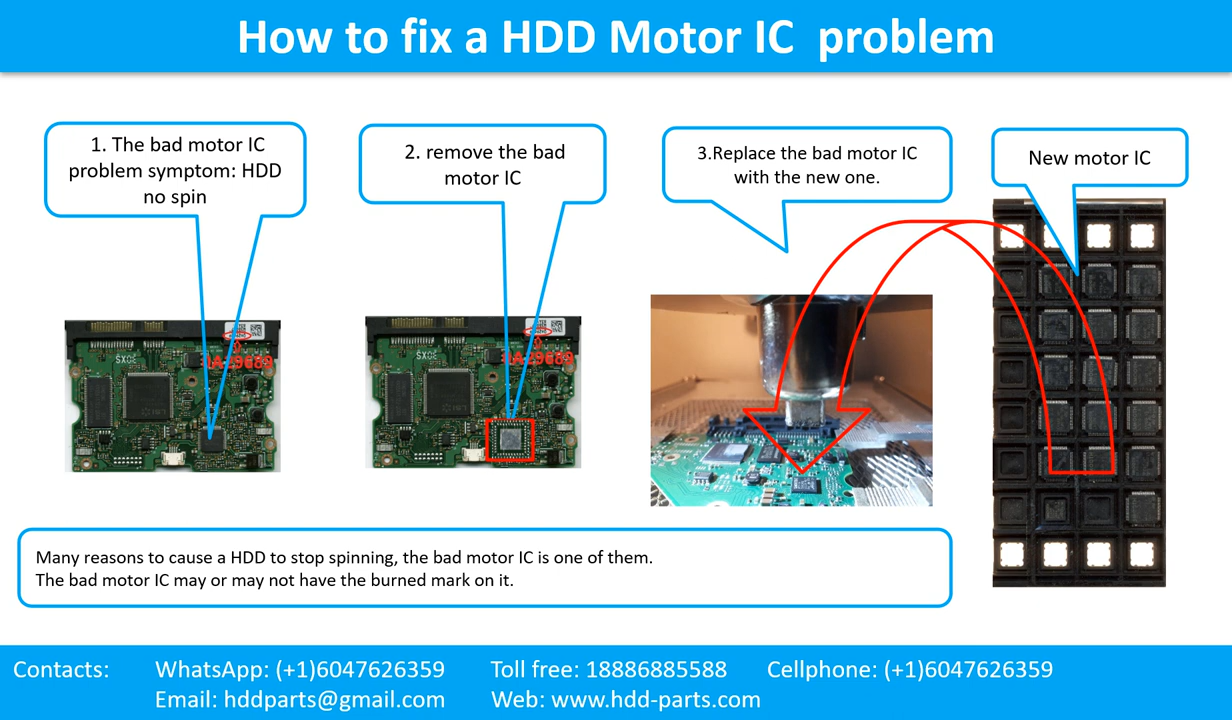 How to fix a HDD Motor IC  problem
1. The bad motor IC
problem symptom: HDD
no spin
2. remove the bad
motor IC
3.Replace the bad motor IC
with the new one.
New motor IC
SX0E
0A29689
SX0E
0A29689
Many reasons to cause a HDD to stop spinning, the bad motor IC is one of them.
The bad motor IC may or may not have the burned mark on it.
Contacts: WhatsApp: (+1)6047626359 Toll free: 18886885588 Cellphone: (+1)6047626359
Email: hddparts@gmail.com Web: www.hdd-parts.com